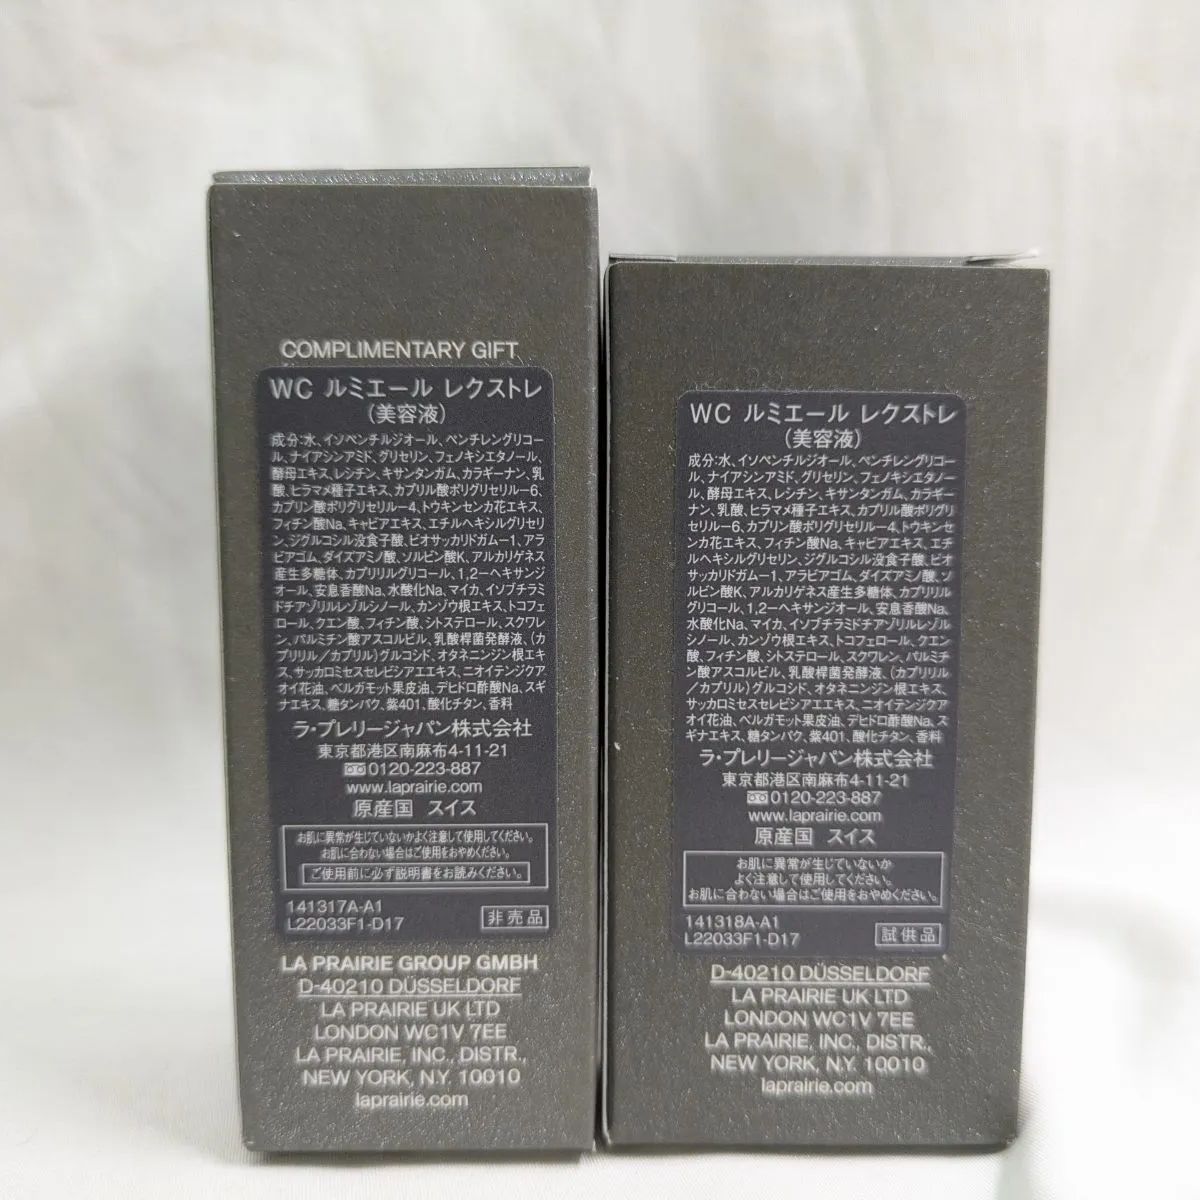 COMPLIMENTARY GIFT
WC ルミエール レクストレ
(美容液)
成分:水、イソペンチルジオール、ペンチレングリコー
ル、ナイアシンアミド、グリセリン、フェノキシエタノール、
酵母エキス、レシチン、キサンタンガム、カラギーナン、乳
酸、ヒラマメ種子エキス、カプリル酸ポリグリセリルー6、
カプリン酸ポリグリセリルー4、トウキンセンカ花エキス、
フィチン酸Na、キャビアエキス、エチルヘキシルグリセリ
ン、ジグルコシル没食子酸、ビオサッカリドガムー1、アラ
ビアゴム、ダイズアミノ酸、ソルビン酸K、アルカリゲネス
産生多糖体、カプリリルグリコール、1,2ーヘキサンジ
オール、安息香酸Na、水酸化Na、マイカ、イソブチラミ
ドチアゾリルレゾルシノール、カンゾウ根エキス、トコフェ
ロール、クエン酸、フィチン酸、シトステロール、スクワレ
ン、パルミチン酸アスコルビル、乳酸桿菌発酵液、(カ
プリリル/カプリル)グルコシド、オタネニンジン根エキ
ス、サッカロミセスセレビシアエエキス、ニオイテンジクア
オイ花油、ベルガモット果皮油、デヒドロ酢酸Na、スギ
ナエキス、糖タンパク、紫401、酸化チタン、香料
ラ・プレリージャパン株式会社
東京都港区南麻布4-11-21
0120-223-887
www.laprairie.com
原産国 スイス
お肌に異常が生じていないかよく注意して使用してください。
お肌に合わない場合はご使用をおやめください。
ご使用前に必ず説明書をお読みください。
141317A-A1
L22033F1-D17
非売品
LA PRAIRIE GROUP GMBH
D-40210 DÜSSELDORF
LA PRAIRIE UK LTD
LONDON WC1V 7EE
LA PRAIRIE, INC., DISTR.,
NEW YORK, N.Y. 10010
laprairie.com
WC ルミエール レクストレ
(美容液)
成分:水、イソペンチルジオール、ペンチレングリコー
ル、ナイアシンアミド、グリセリン、フェノキシエタノー
ル、酵母エキス、レシチン、キサンタンガム、カラギー
ナン、乳酸、ヒラマメ種子エキス、カプリル酸ポリグリ
セリルー6、カプリン酸ポリグリセリルー4、トウキンセ
ンカ花エキス、フィチン酸Na、キャビアエキス、エチ
ルヘキシルグリセリン、ジグルコシル没食子酸、ビオ
サッカリドガムー1、アラビアゴム、ダイズアミノ酸、ソ
ルビン酸K、アルカリゲネス産生多糖体、カプリリル
グリコール、1,2ーヘキサンジオール、安息香酸Na、
水酸化Na、マイカ、イソブチラミドチアゾリルレゾル
シノール、カンゾウ根エキス、トコフェロール、クエン
酸、フィチン酸、シトステロール、スクワレン、パルミチ
ン酸アスコルビル、乳酸桿菌発酵液、(カプリリル
/カプリル)グルコシド、オタネニンジン根エキス、
サッカロミセスセレビシアエエキス、ニオイテンジクア
オイ花油、ベルガモット果皮油、デヒドロ酢酸Na、ス
ギナエキス、糖タンパク、紫401、酸化チタン、香料
ラ・プレリージャパン株式会社
東京都港区南麻布4-11-21
0120-223-887
www.laprairie.com
原産国 スイス
お肌に異常が生じていないか
よく注意して使用してください。
お肌に合わない場合はご使用をおやめください。
141318A-A1
L22033F1-D17
試供品
D-40210 DÜSSELDORF
LA PRAIRIE UK LTD
LONDON WC1V 7EE
LA PRAIRIE, INC., DISTR.,
NEW YORK, N.Y. 10010
laprairie.com